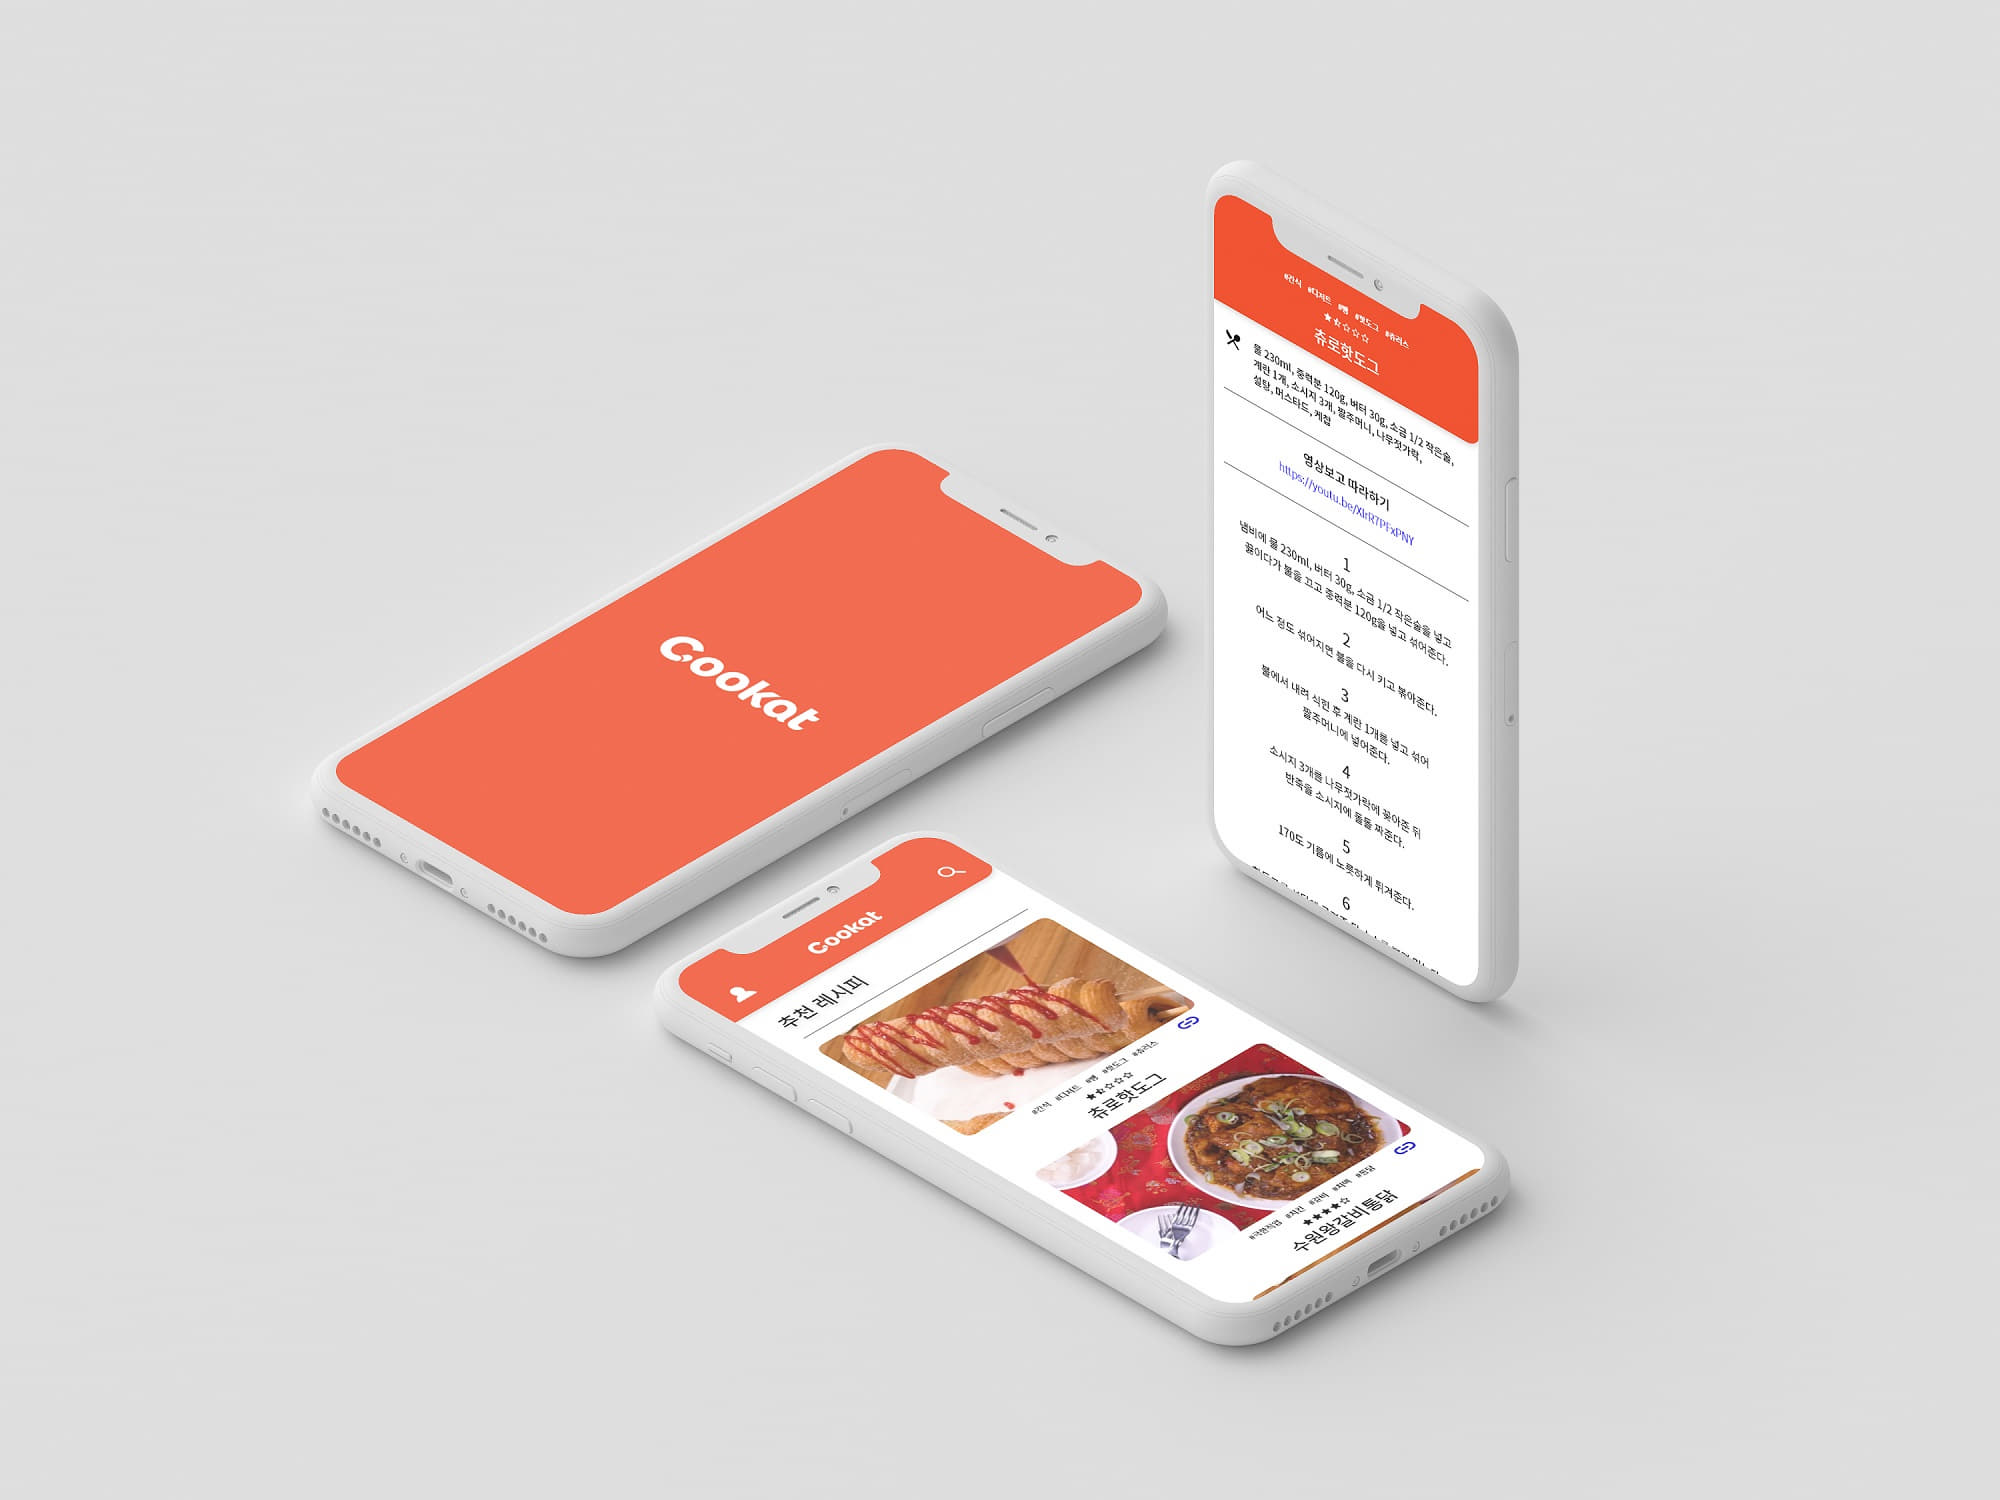 Cookat
Cookat
추천 레시피
#간식 #디저트 #빵 #핫도그 #츄러스
★★☆☆☆
츄로핫도그
#치킨 #갈비 #치맥 #통닭
★★★★☆
수원왕갈비통닭
#간식 #디저트 #빵 #핫도그 #츄러스
★★☆☆☆
츄로핫도그
물 230ml, 중력분 120g, 버터 30g, 소금 1/2 작은술,
계란 1개, 소시지 3개, 짤주머니, 나무젓가락,
설탕, 머스타드, 케찹
영상보고 따라하기
https://youtu.be/XlrR7PFxPNY
1
냄비에 물 230ml, 버터 30g, 소금 1/2 작은술을 넣고
끓이다가 불을 끄고 중력분 120g을 넣고 섞어준다.
2
어느 정도 섞어지면 불을 다시 키고 볶아준다.
3
불에서 내려 식힌 후 계란 1개를 넣고 섞어
짤주머니에 넣어준다.
4
소시지 3개를 나무젓가락에 꽂아준 뒤
반죽을 소시지에 돌돌 짜준다.
5
170도 기름에 노릇하게 튀겨준다.
6